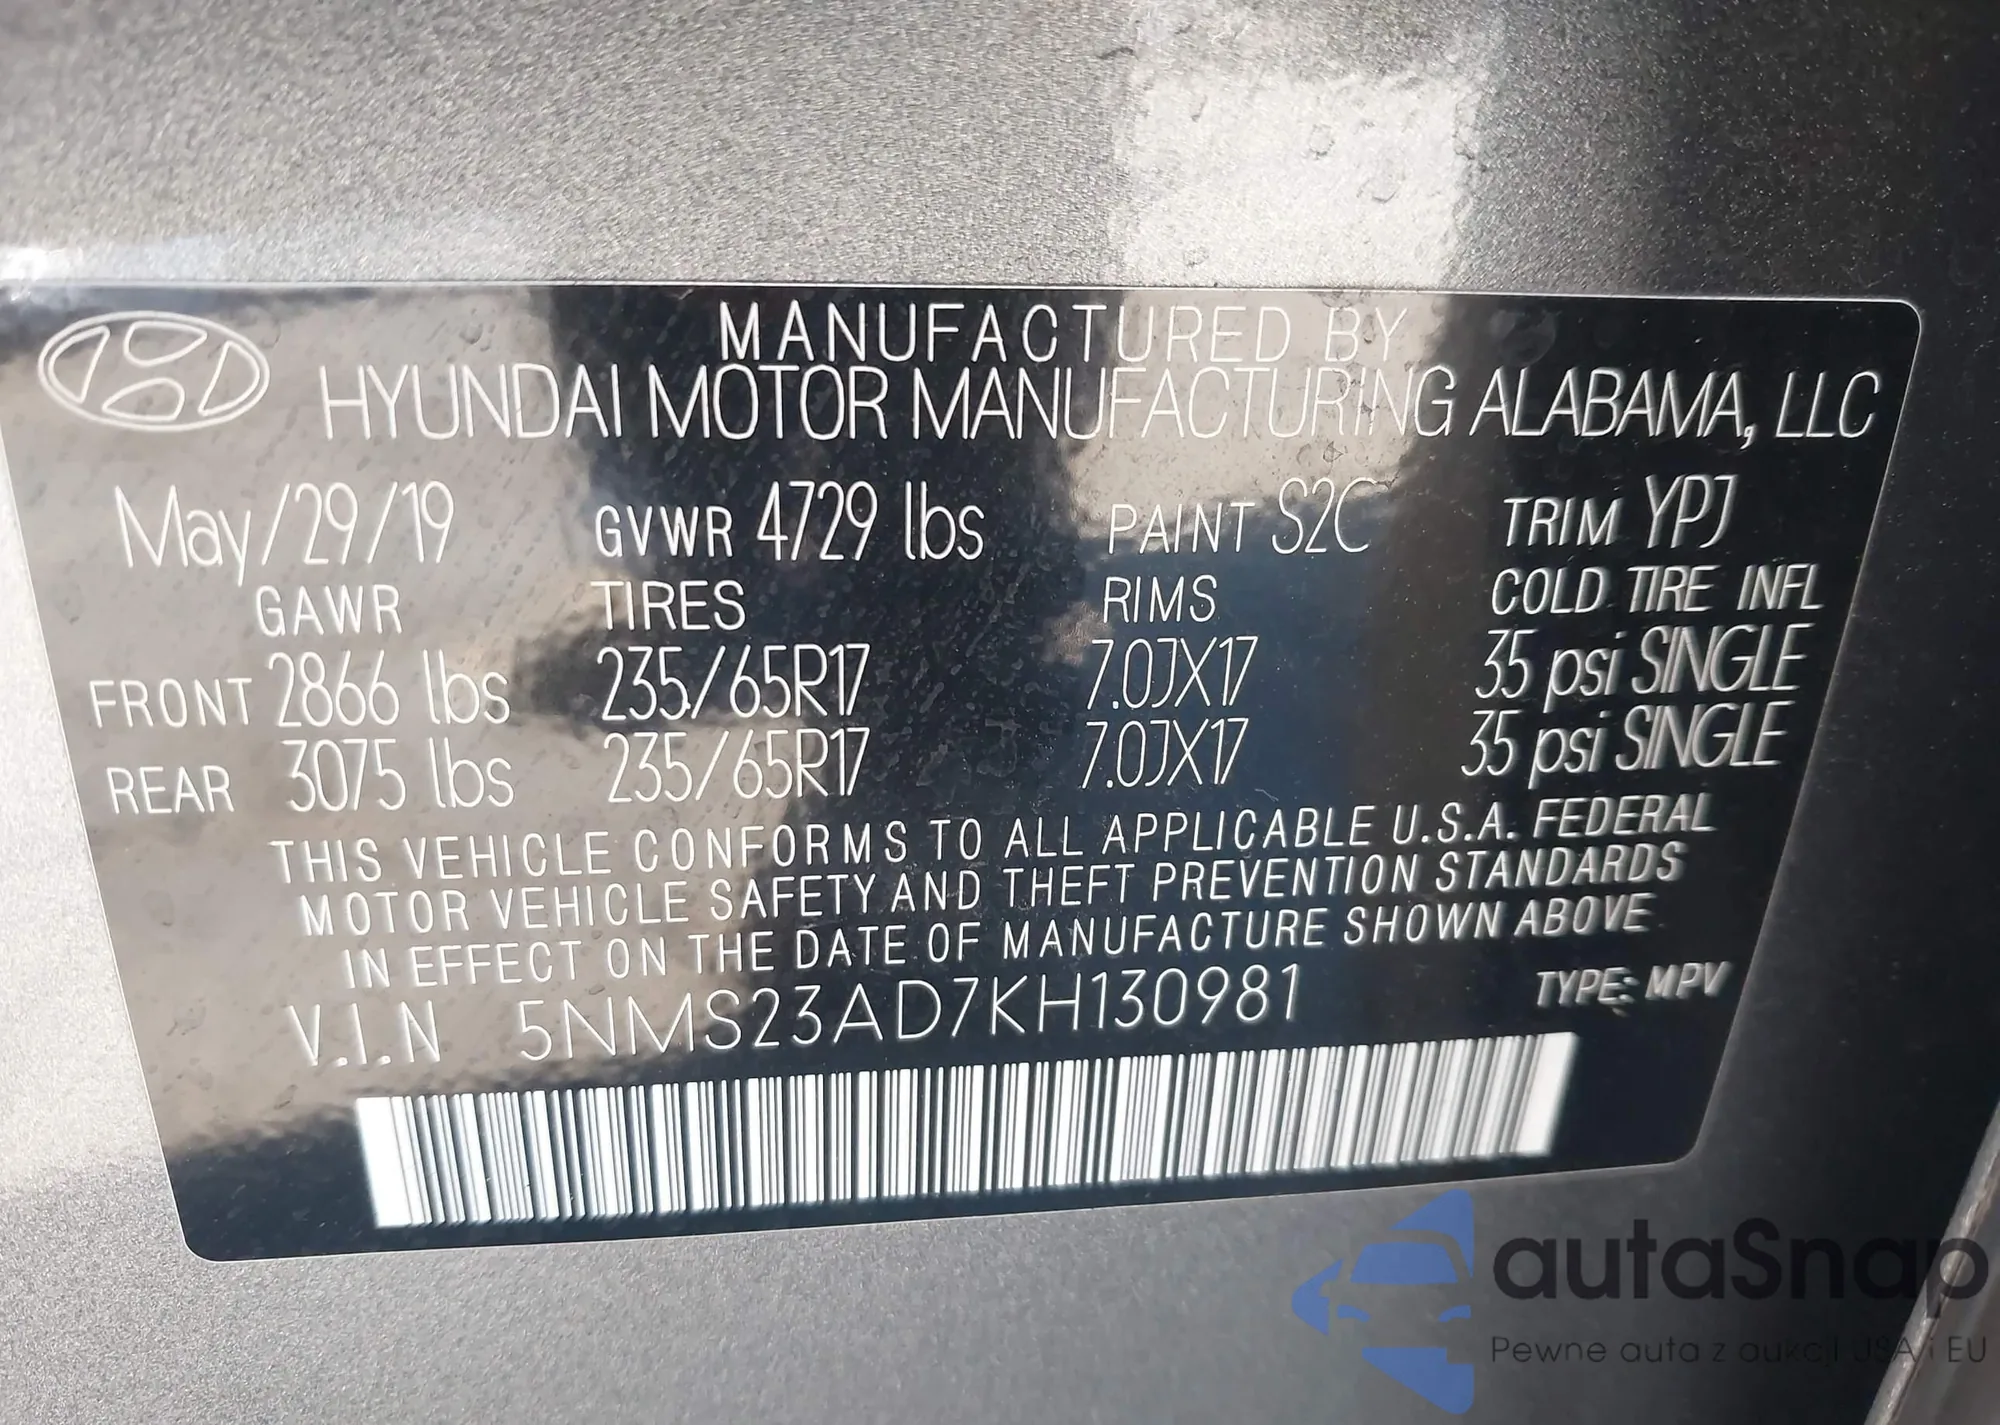 MANUFACTURED BY
HYUNDAI MOTOR MANUFACTURING ALABAMA, LLC
May/29/19 GVWR 4729 lbs PAINT S2C TRIM YPJ
GAWR TIRES RIMS COLD TIRE INFL
FRONT 2866 lbs 235/65R17 7.0JX17 35 psi SINGLE
REAR 3075 lbs 235/65R17 7.0JX17 35 psi SINGLE
THIS VEHICLE CONFORMS TO ALL APPLICABLE U.S.A. FEDERAL
MOTOR VEHICLE SAFETY AND THEFT PREVENTION STANDARDS
IN EFFECT ON THE DATE OF MANUFACTURE SHOWN ABOVE
V.I.N 5NMS23AD7KH130981 TYPE: MPV
autaSnap
Pewne auta z aukcji USA i EU